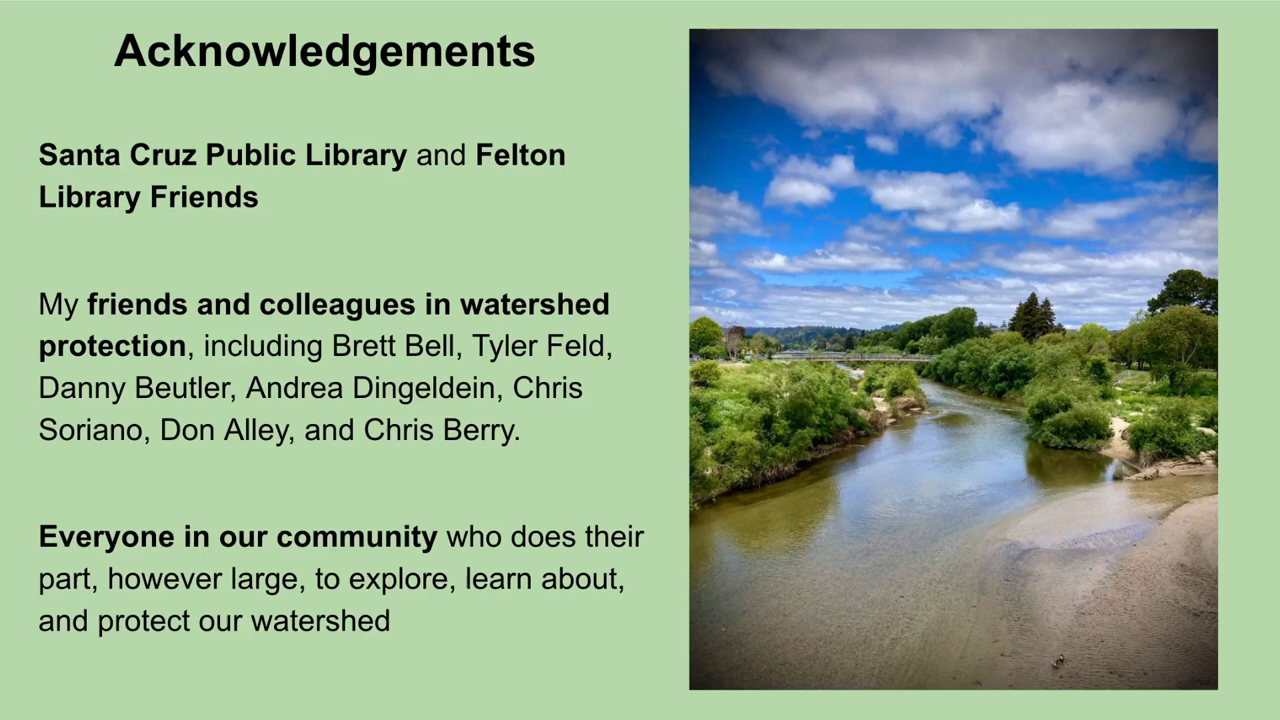 Acknowledgements
Santa Cruz Public Library and Felton
Library Friends
My friends and colleagues in watershed
protection, including Brett Bell, Tyler Feld,
Danny Beutler, Andrea Dingeldein, Chris
Soriano, Don Alley, and Chris Berry.
Everyone in our community who does their
part, however large, to explore, learn about,
and protect our watershed